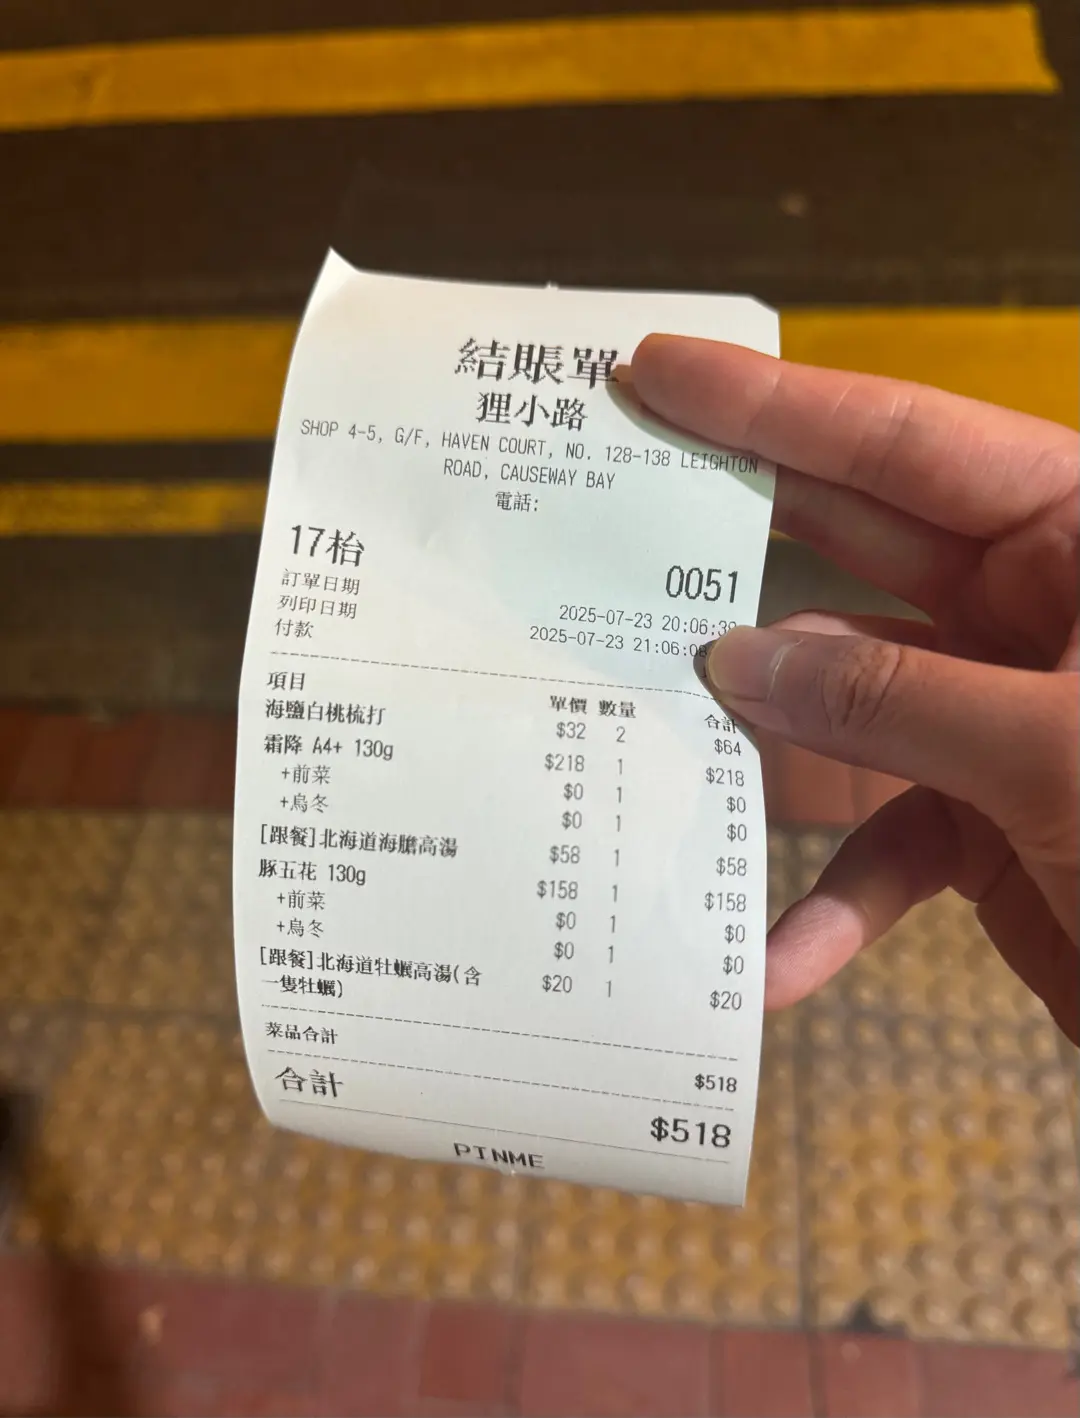 結賬單
狸小路
SHOP 4-5, G/F, HAVEN COURT, NO. 128-138 LEIGHTON
ROAD, CAUSEWAY BAY
電話:
17枱 0051
訂單日期 2025-07-23 20:06:3
列印日期 2025-07-23 21:06:0
付款
項目 單價 數量 合計
海鹽白桃梳打 $32 2 $64
霜降 A4+ 130g $218 1 $218
+前菜 $0 1 $0
+烏冬 $0 1 $0
[跟餐]北海道海膽高湯 $58 1 $58
豚五花 130g $158 1 $158
+前菜 $0 1 $0
+烏冬 $0 1 $0
[跟餐]北海道牡蠣高湯(含
一隻牡蠣) $20 1 $20
菜品合計 $518
合計 $518
PINME